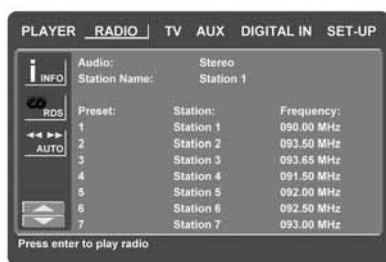 PLAYER RADIO TV AUX DIGITAL IN SET-UP
i INFO
Audio: Stereo
Station Name: Station 1
RDS
AUTO
Preset: Station: Frequency:
1 Station 1 090.00 MHz
2 Station 2 093.50 MHz
3 Station 3 093.65 MHz
4 Station 4 091.50 MHz
5 Station 5 092.00 MHz
6 Station 6 092.50 MHz
7 Station 7 093.00 MHz
Press enter to play radio